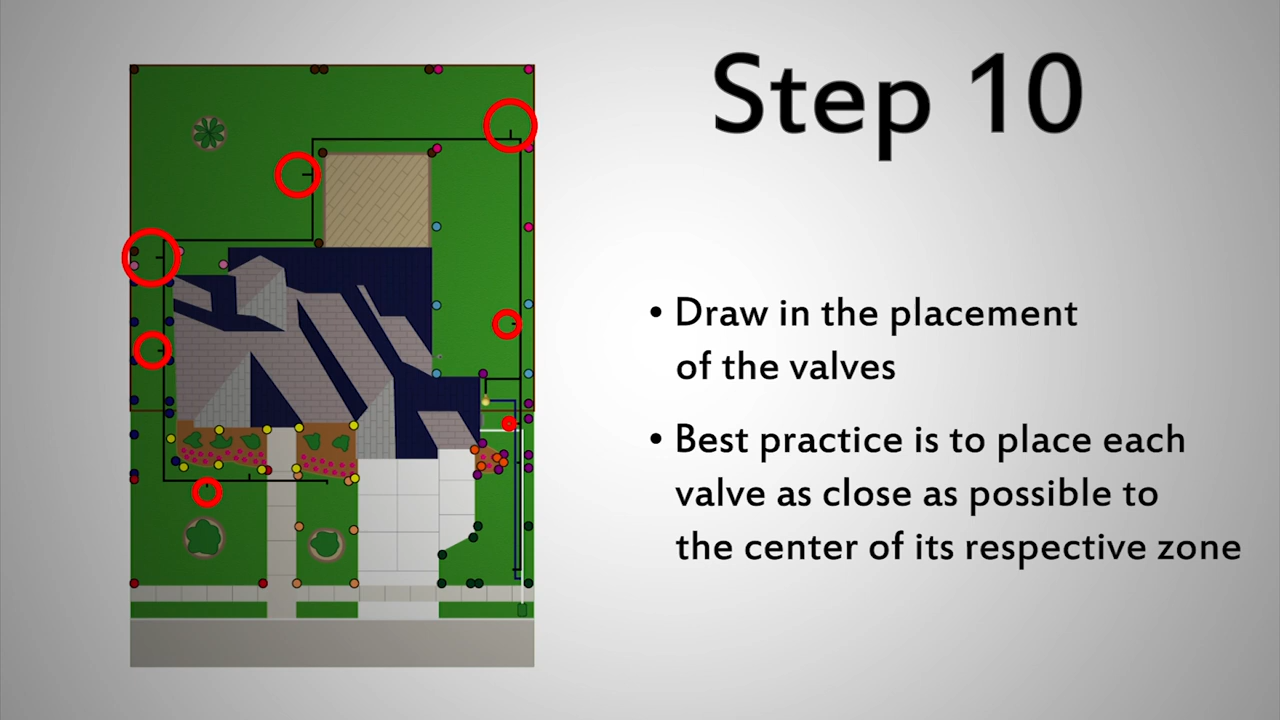 Step 10
• Draw in the placement
of the valves
• Best practice is to place each
valve as close as possible to
the center of its respective zone